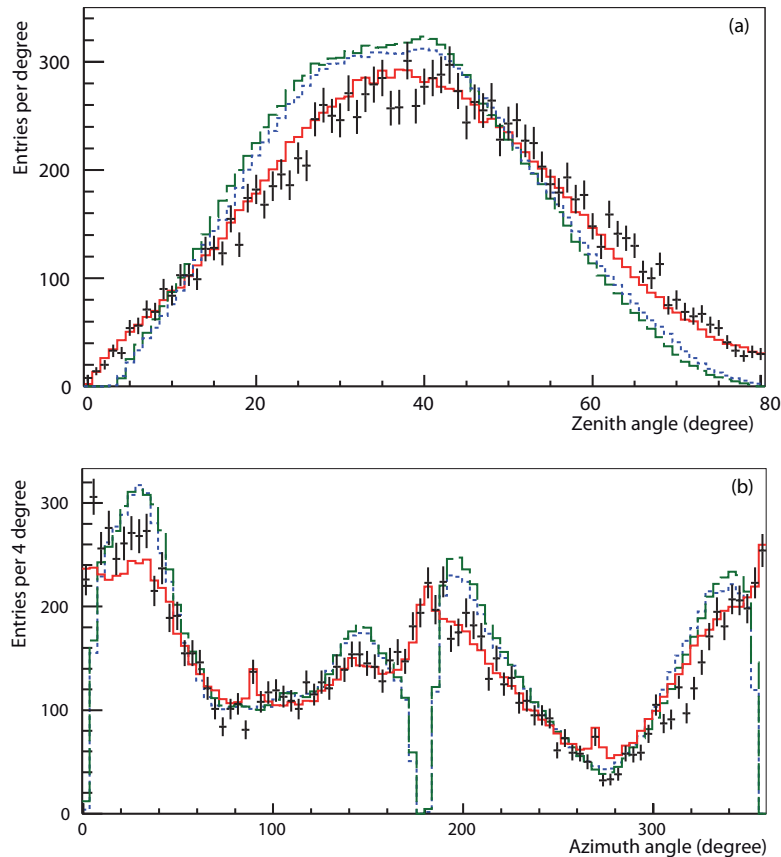 (a)
Entries per degree
300
200
100
0
0 20 40 60 80
Zenith angle (degree)
(b)
Entries per 4 degree
300
200
100
0
0 100 200 300
Azimuth angle (degree)